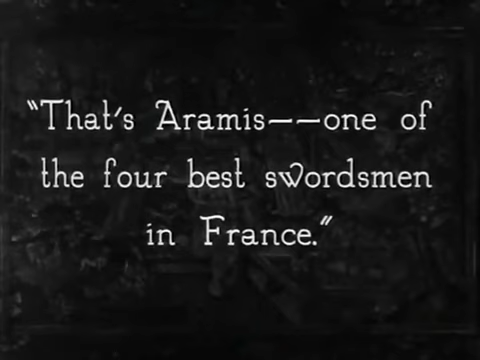 “That's Aramis——one of
the four best swordsmen
in France.”